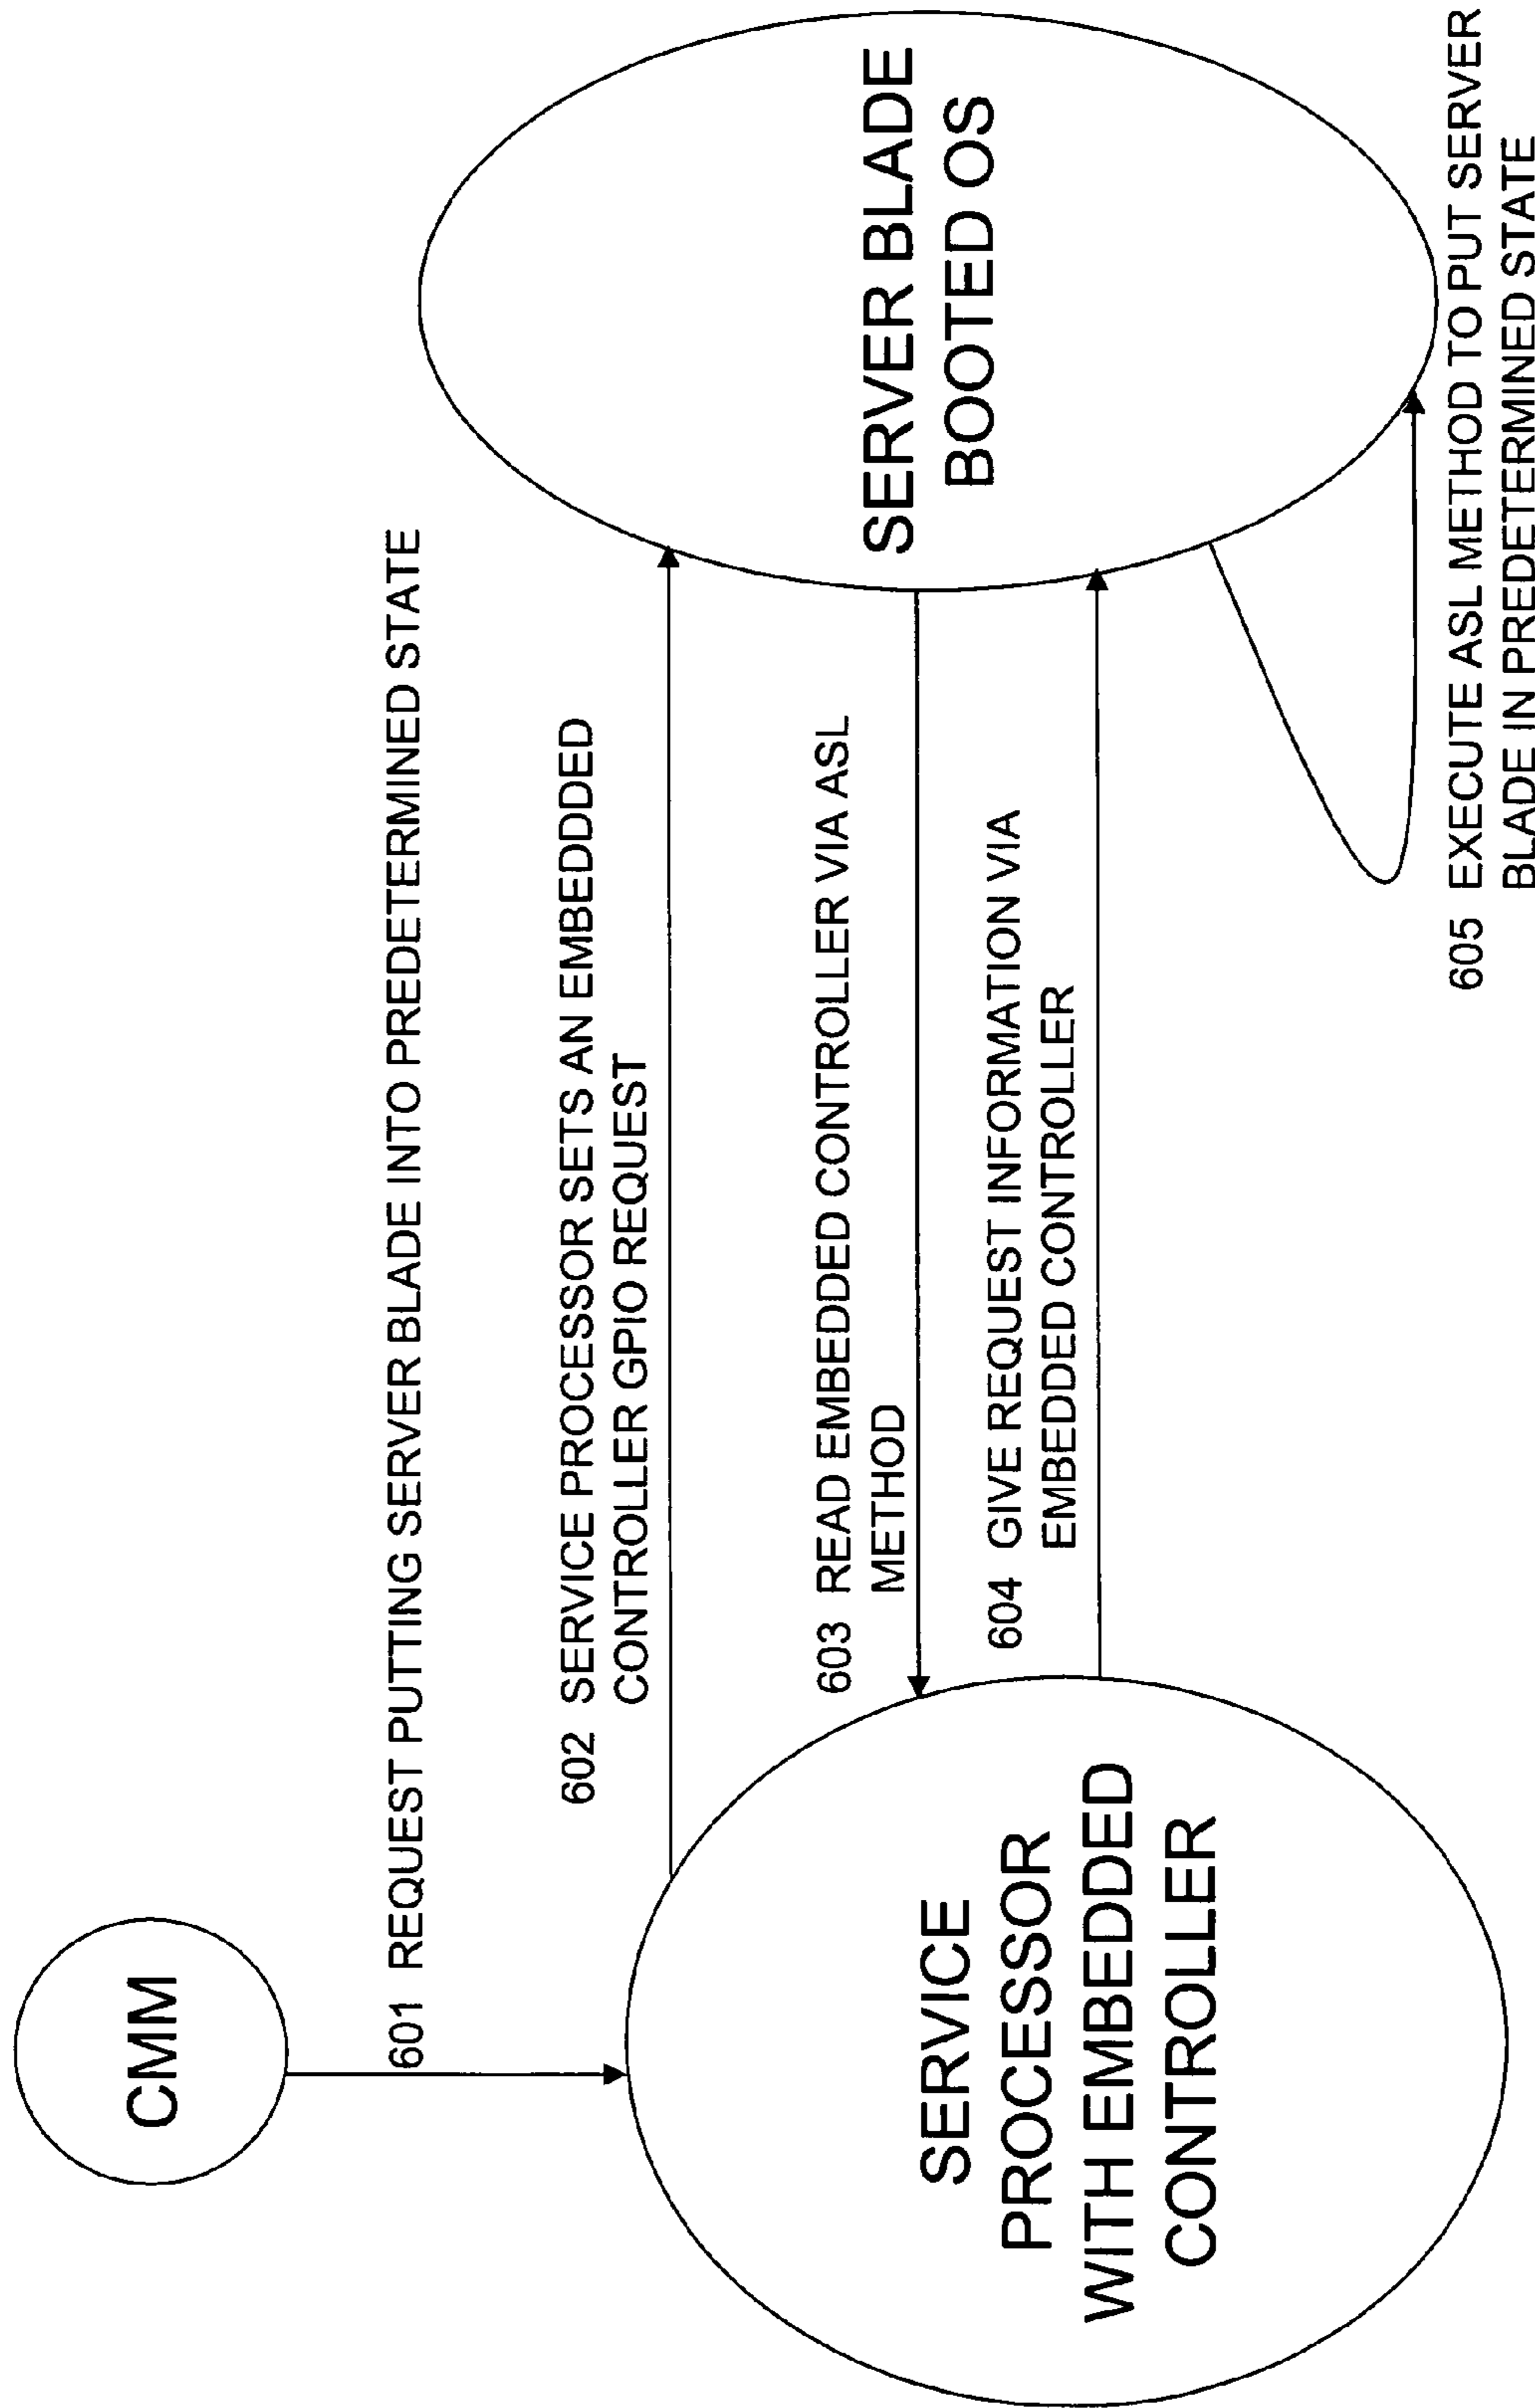 CMM
601 REQUEST PUTTING SERVER BLADE INTO PREDETERMINED STATE
602 SERVICE PROCESSOR SETS AN EMBEDDED
CONTROLLER GPIO REQUEST
603 READ EMBEDDED CONTROLLER VIA ASL
METHOD
604 GIVE REQUEST INFORMATION VIA
EMBEDDED CONTROLLER
SERVICE
PROCESSOR
WITH EMBEDDED
CONTROLLER
SERVER BLADE
BOOTED OS
605 EXECUTE ASL METHOD TO PUT SERVER
BLADE IN PREDETERMINED STATE